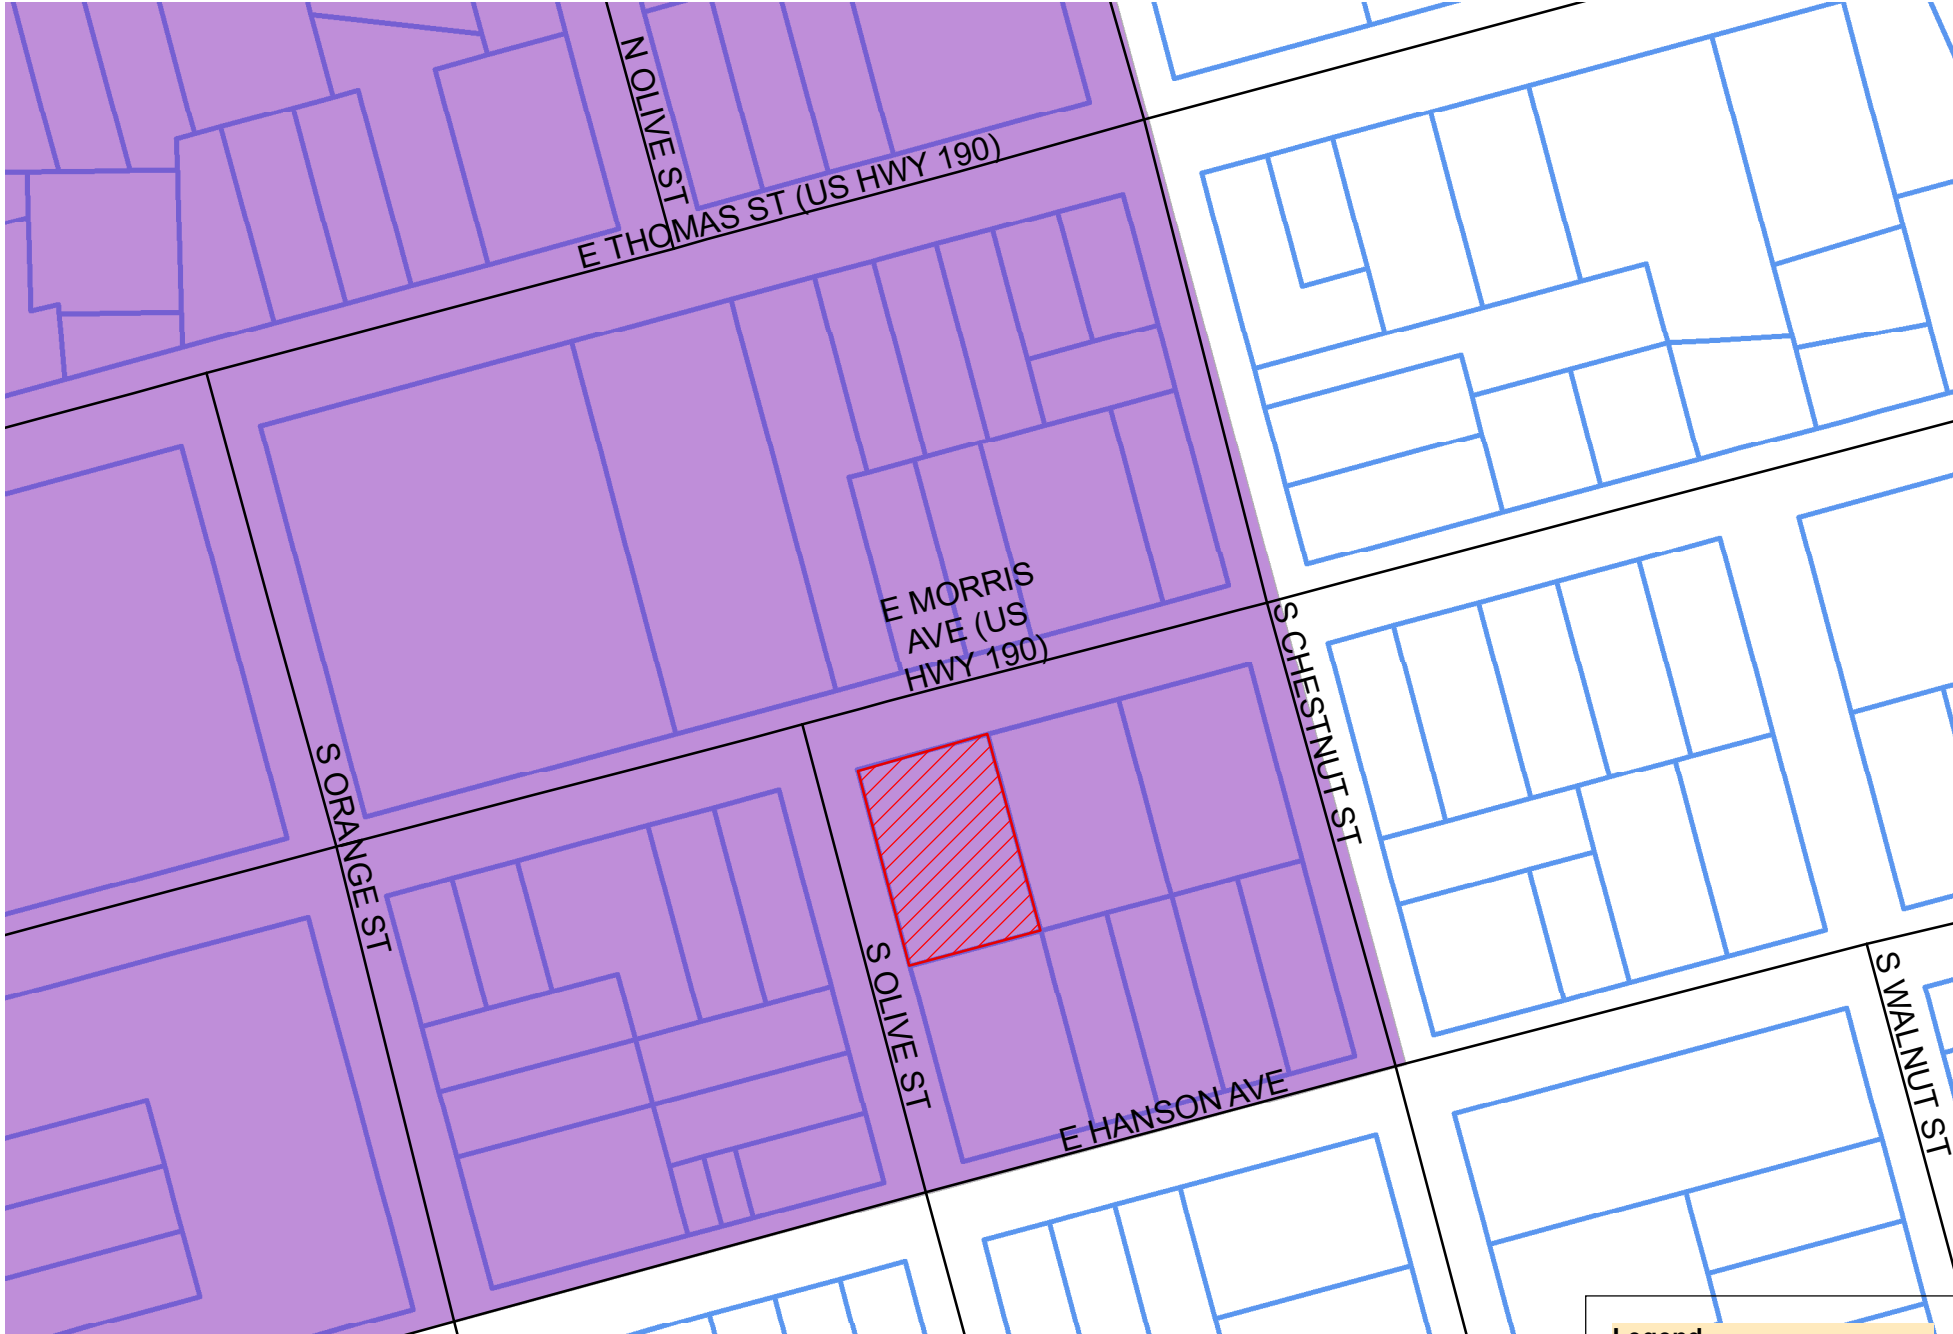 N OLIVE ST
E THOMAS ST (US HWY 190)
E MORRIS
AVE (US
HWY 190)
S CHESTNUT ST
S ORANGE ST
S OLIVE ST
E HANSON AVE
S WALNUT ST
Legend